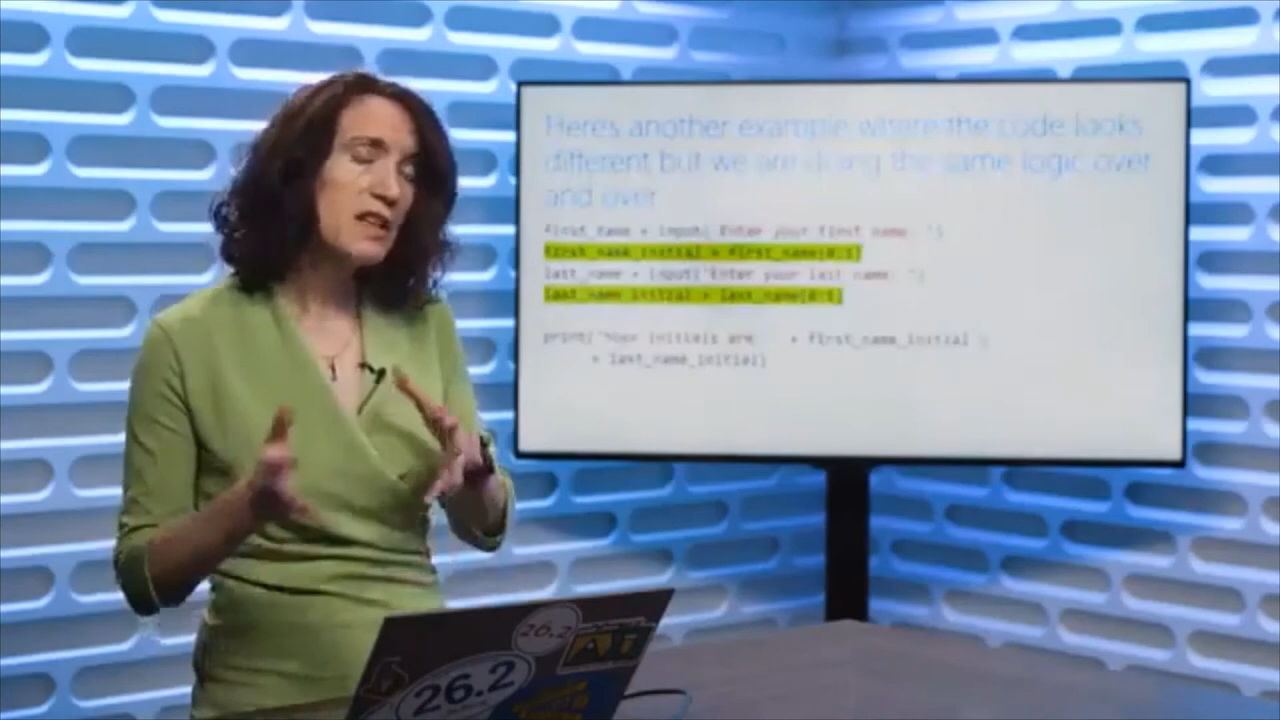 Heres another example where the code looks
different but we are doing the same logic over
and over
first_name = input('Enter your first name: ')
first_name_initial = first_name[0:1]
last_name = input('Enter your last name: ')
last_name_initial = last_name[0:1]
print('Your initials are ' + first_name_initial \
+ last_name_initial)
26.2
26.2
AI